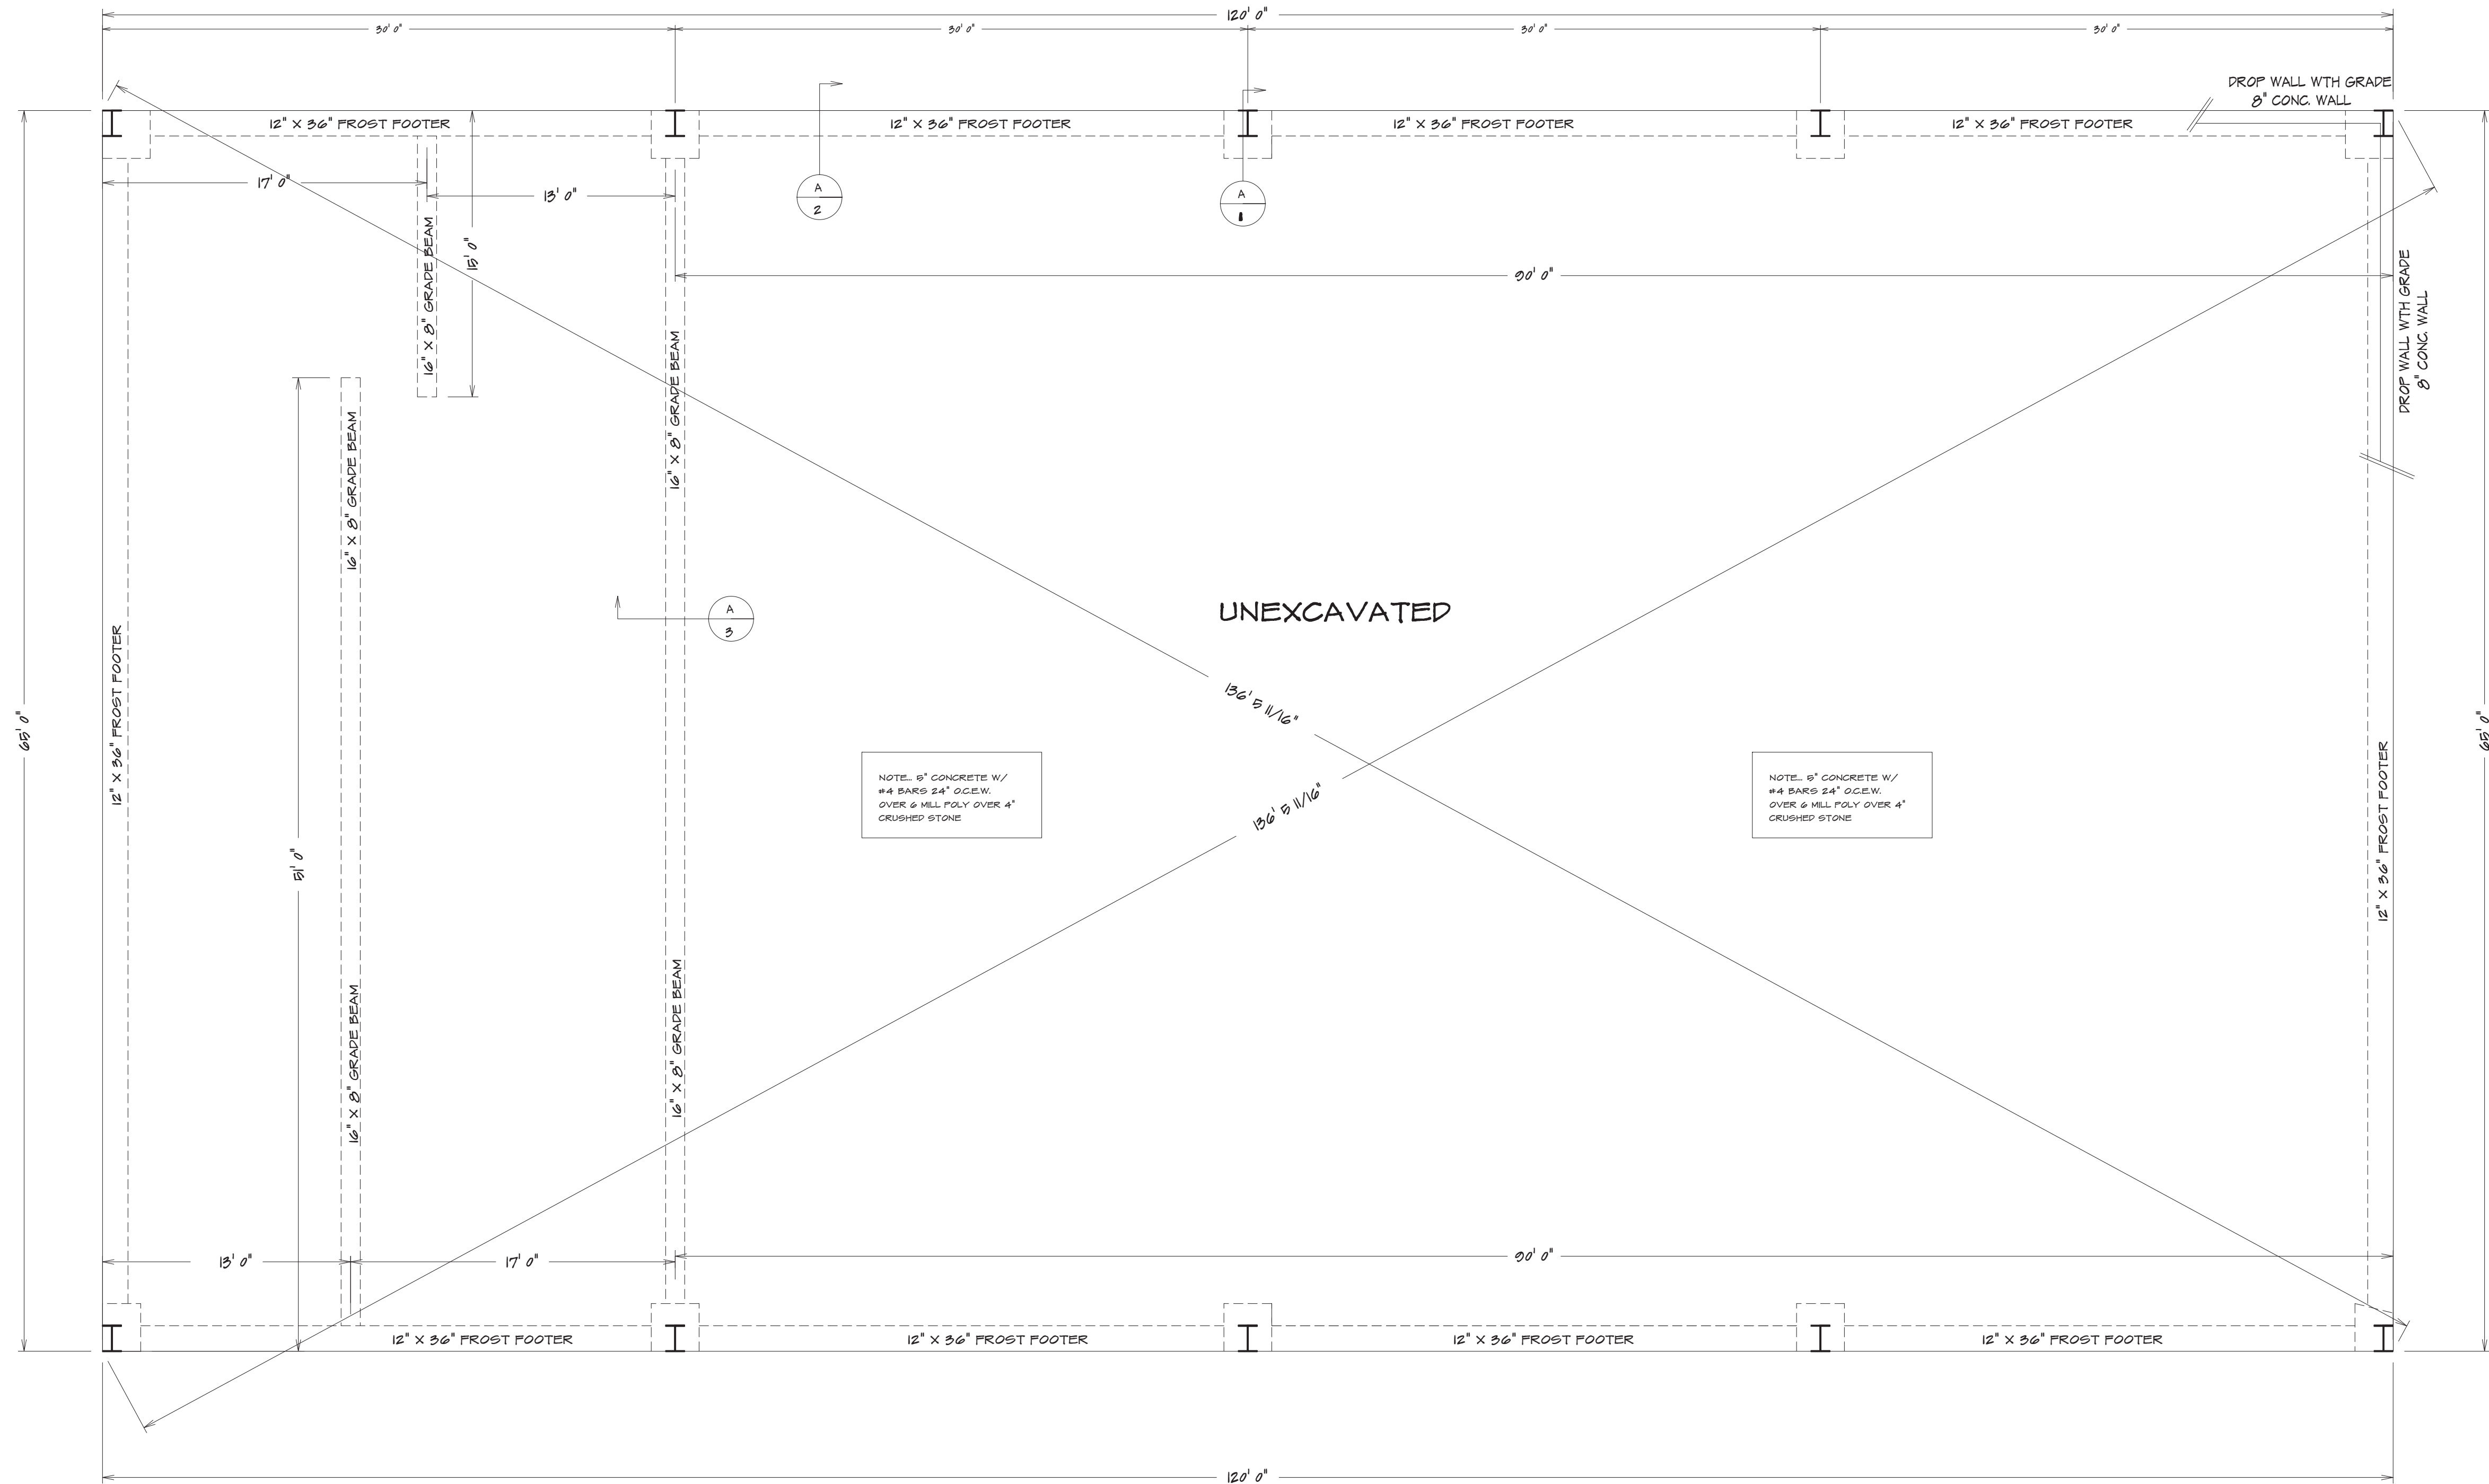 120' 0"
30' 0"
30' 0"
30' 0"
30' 0"
DROP WALL WTH GRADE
8" CONC. WALL
12" X 36" FROST FOOTER
12" X 36" FROST FOOTER
12" X 36" FROST FOOTER
12" X 36" FROST FOOTER
17' 0"
13' 0"
A
2
A
16" X 8" GRADE BEAM
15' 0"
90' 0"
DROP WALL WTH GRADE
8" CONC. WALL
16" X 8" GRADE BEAM
16" X 8" GRADE BEAM
A
3
UNEXCAVATED
12" X 36" FROST FOOTER
65' 0"
136' 5 11/16"
65' 0"
NOTE... 5" CONCRETE W/
#4 BARS 24" O.C.E.W.
OVER 6 MILL POLY OVER 4"
CRUSHED STONE
136' 5 11/16"
NOTE... 5" CONCRETE W/
#4 BARS 24" O.C.E.W.
OVER 6 MILL POLY OVER 4"
CRUSHED STONE
12" X 36" FROST FOOTER
51' 0"
16" X 8" GRADE BEAM
16" X 8" GRADE BEAM
13' 0"
17' 0"
90' 0"
12" X 36" FROST FOOTER
12" X 36" FROST FOOTER
12" X 36" FROST FOOTER
12" X 36" FROST FOOTER
120' 0"